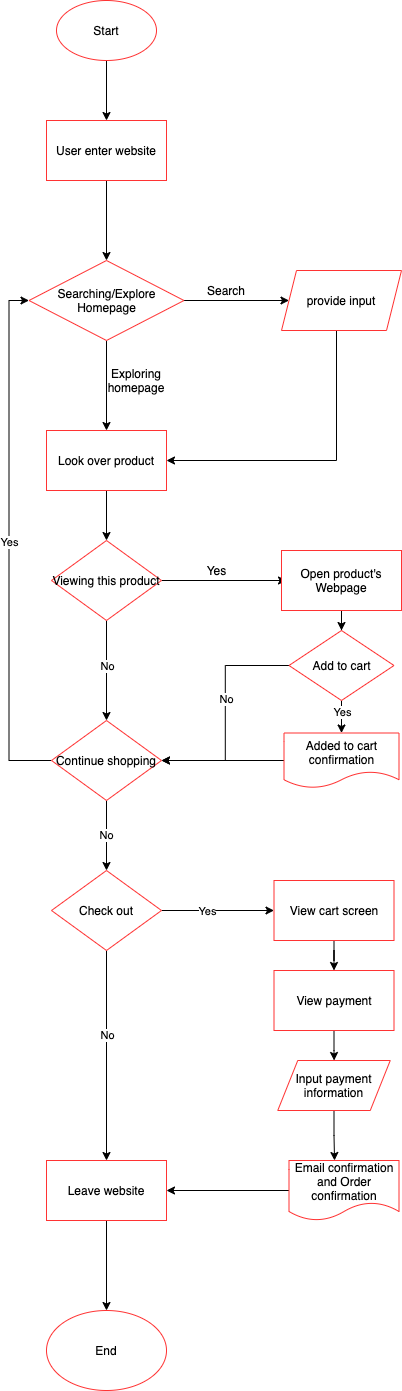 Start
User enter website
Searching/Explore
Homepage
Search
provide input
Exploring
homepage
Look over product
Yes
Viewing this product
Yes
Open product's
Webpage
No
Add to cart
No
Yes
Continue shopping
Added to cart
confirmation
No
Check out
Yes
View cart screen
View payment
No
Input payment
information
Email confirmation
and Order
confirmation
Leave website
End